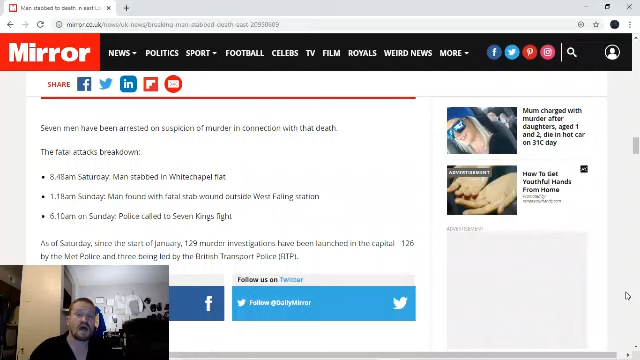 Man stabbed to death in east Lo
mirror.co.uk/news/uk-news/breaking-man-stabbed-death-east-20950609
Mirror
NEWS POLITICS SPORT FOOTBALL CELEBS TV FILM ROYALS WEIRD NEWS MORE
SHARE
Seven men have been arrested on suspicion of murder in connection with that death.
The fatal attacks breakdown:
8.48am Saturday: Man stabbed in Whitechapel flat
1.18am Sunday: Man found with fatal stab wound outside West Ealing station
6.10am on Sunday: Police called to Seven Kings fight
As of Saturday, since the start of January, 129 murder investigations have been launched in the capital 126
by the Met Police and three being led by the British Transport Police (BTP).
Follow us on Twitter
Follow @DailyMirror
Mum charged with
murder after
daughters, aged 1
and 2, die in hot car
on 31C day
ADVERTISEMENT
How To Get
Youthful Hands
From Home
ADVERTISEMENT